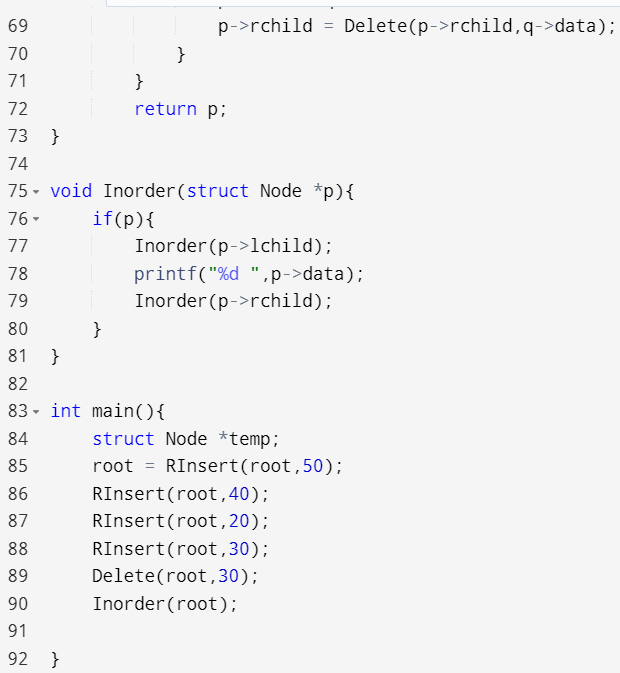 69 p->rchild = Delete(p->rchild,q->data);
70 }
71 }
72 return p;
73 }
74
75 void Inorder(struct Node *p){
76 if(p){
77 Inorder(p->lchild);
78 printf("%d ",p->data);
79 Inorder(p->rchild);
80 }
81 }
82
83 int main(){
84 struct Node *temp;
85 root = RInsert(root,50);
86 RInsert(root,40);
87 RInsert(root,20);
88 RInsert(root,30);
89 Delete(root,30);
90 Inorder(root);
91
92 }